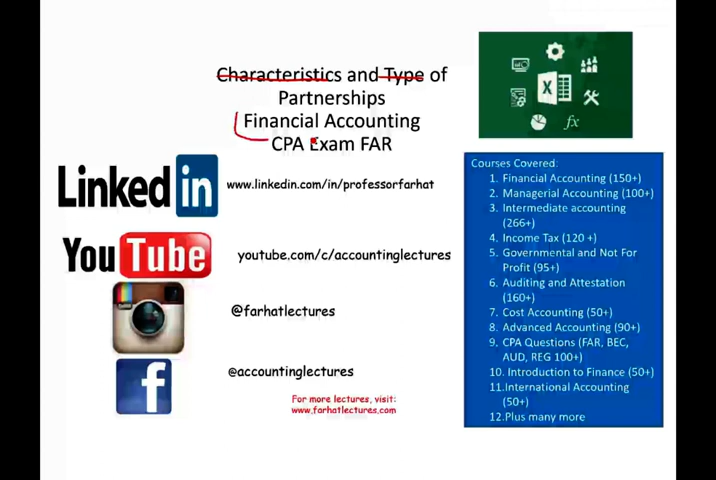 Characteristics and Type of
Partnerships
Financial Accounting
CPA Exam FAR
Linked in
www.linkedin.com/in/professorfarhat
YouTube
youtube.com/c/accountinglectures
@farhatlectures
f
@accountinglectures
For more lectures, visit:
www.farhatlectures.com
X
fx
Courses Covered:
1. Financial Accounting (150+)
2. Managerial Accounting (100+)
3. Intermediate accounting
(266+)
4. Income Tax (120 +)
5. Governmental and Not For
Profit (95+)
6. Auditing and Attestation
(160+)
7. Cost Accounting (50+)
8. Advanced Accounting (90+)
9. CPA Questions (FAR, BEC,
AUD, REG 100+)
10. Introduction to Finance (50+)
11.International Accounting
(50+)
12.Plus many more